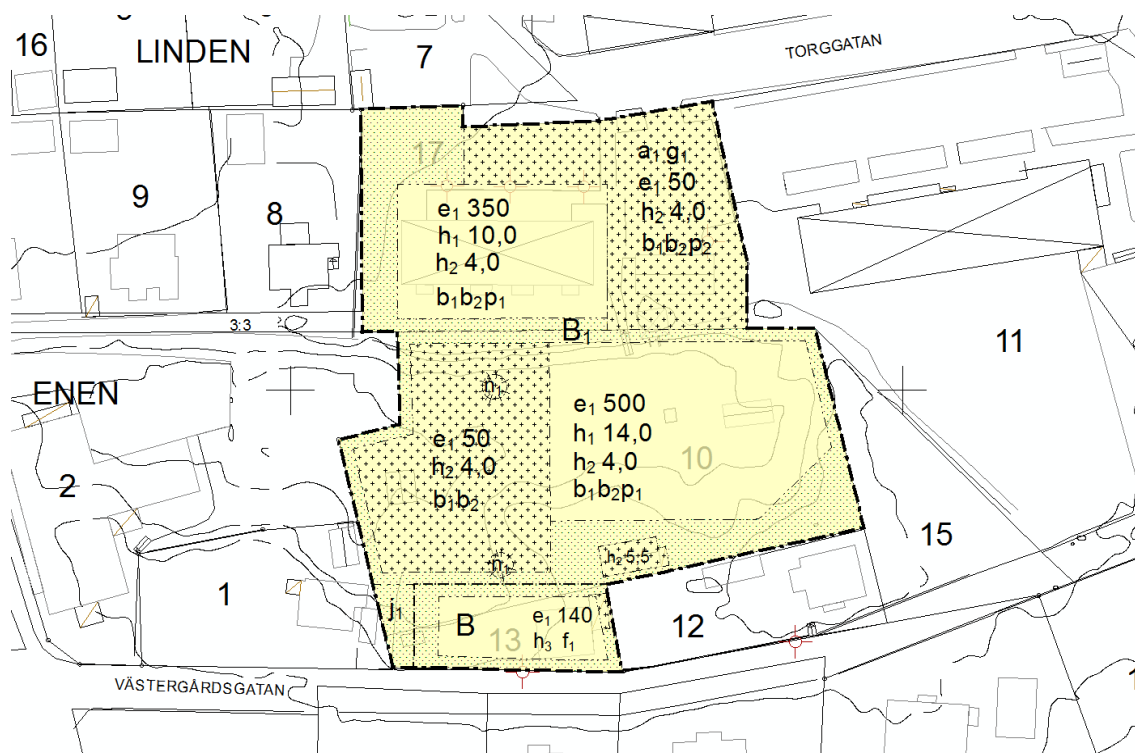 16
LINDEN
7
TORGGATAN
17
a₁ g₁
e₁ 50
h₂ 4,0
b₁b₂p₂
9
8
e₁ 350
h₁ 10,0
h₂ 4,0
b₁b₂p₁
3:3
B₁
11
ENEN
n₁
e₁ 500
h₁ 14,0
h₂ 4,0
b₁b₂p₁
10
e₁ 50
h₂ 4,0
b₁b₂
2
15
n₁
h₂ 5,5
1
j₁
B
e₁ 140
h₃ f₁
13
12
VÄSTERGÅRDSGATAN